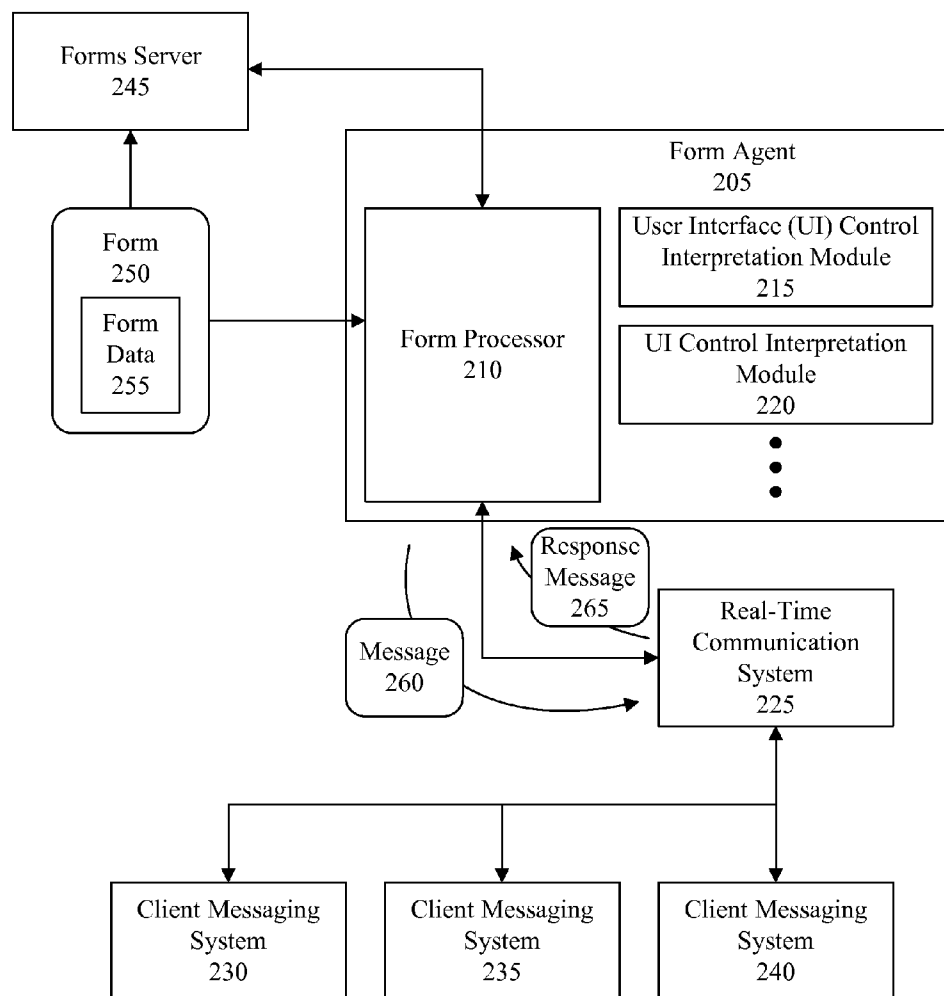 Forms Server
245
Form Agent
205
Form
250
Form
Data
255
Form Processor
210
User Interface (UI) Control
Interpretation Module
215
UI Control Interpretation
Module
220
Response
Message
265
Message
260
Real-Time
Communication
System
225
Client Messaging
System
230
Client Messaging
System
235
Client Messaging
System
240